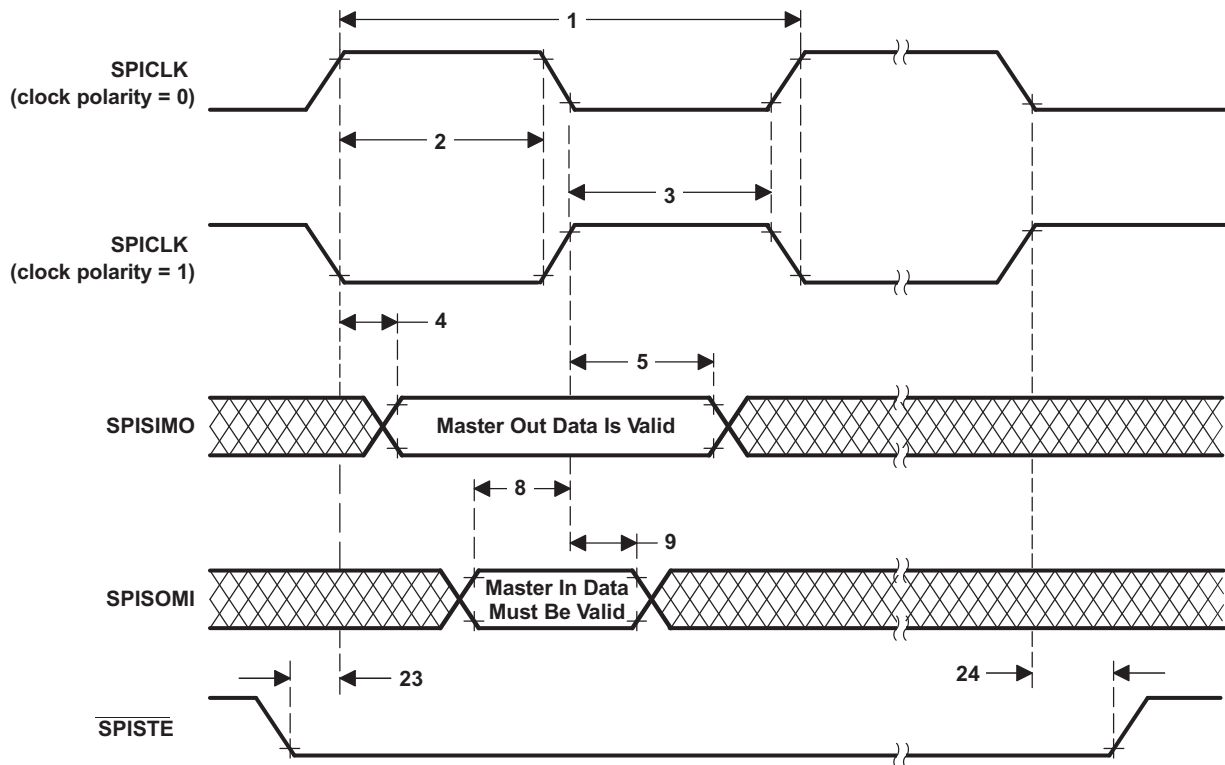 1
SPICLK
(clock polarity = 0)
2
3
SPICLK
(clock polarity = 1)
4
5
SPISIMO
Master Out Data Is Valid
8
9
SPISOMI
Master In Data
Must Be Valid
23
24
SPISTE